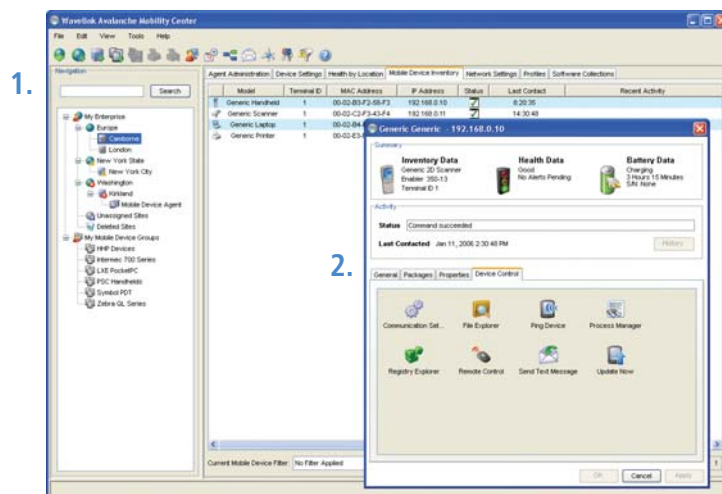 Wavelink Avalanche Mobility Center
File Edit View Tools Help
1.
Navigation
Search
My Enterprise
Europe
Camborne
London
New York State
New York City
Washington
Kirkland
Mobile Device Agent
Unassigned Sites
Deleted Sites
My Mobile Device Groups
HHP Devices
Intermec 700 Series
LXE PocketPC
PSC Handhelds
Symbol PDT
Zebra QL Series
Agent Administration Device Settings Health by Location Mobile Device Inventory Network Settings Profiles Software Collections
Model Terminal ID MAC Address IP Address Status Last Contact Recent Activity
Generic Handheld 1 00-02-B3-F2-58-F3 192.168.0.10 8:20:35
Generic Scanner 1 00-02-C2-F3-43-F4 192.168.0.11 14:30:48
Generic Laptop 1 00-02-B4-
Generic Printer 1 00-02-E3-
2.
Generic Generic - 192.168.0.10
Summary
Inventory Data
Generic 2D Scanner
Enabler 350-13
Terminal ID 1
Health Data
Good
No Alerts Pending
Battery Data
Charging
3 Hours 15 Minutes
S/N: None
Activity
Status Command succeeded
Last Contacted Jan 11, 2006 2:30:48 PM History
General Packages Properties Device Control
Communication Set... File Explorer Ping Device Process Manager
Registry Explorer Remote Control Send Text Message Update Now
OK Cancel Apply
Current Mobile Device Filter: No Filter Applied